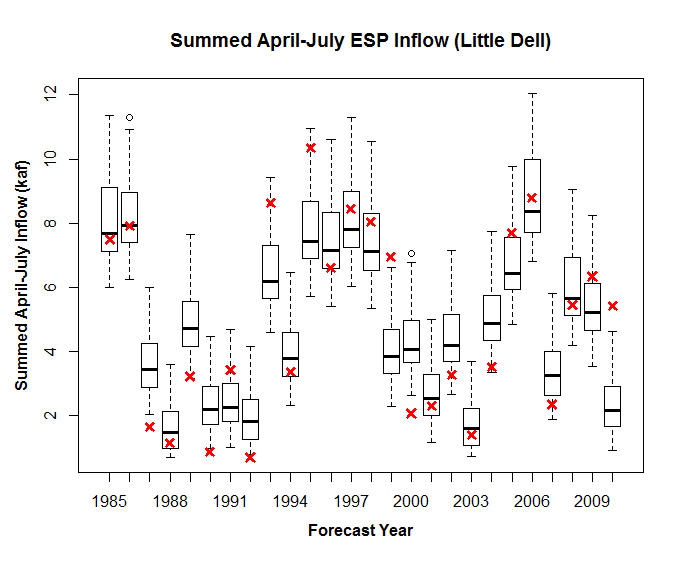 Summed April-July ESP Inflow (Little Dell)
Summed April-July Inflow (kaf)
12
10
8
6
4
2
1985 1988 1991 1994 1997 2000 2003 2006 2009
Forecast Year